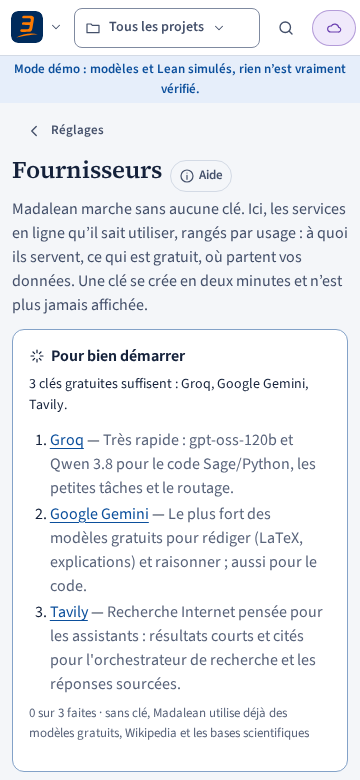 Tous les projets
Mode démo : modèles et Lean simulés, rien n’est vraiment
vérifié.
Réglages
Fournisseurs
Aide
Madalean marche sans aucune clé. Ici, les services
en ligne qu’il sait utiliser, rangés par usage : à quoi
ils servent, ce qui est gratuit, où partent vos
données. Une clé se crée en deux minutes et n’est
plus jamais affichée.
Pour bien démarrer
3 clés gratuites suffisent : Groq, Google Gemini,
Tavily.
1. Groq — Très rapide : gpt-oss-120b et
Qwen 3.8 pour le code Sage/Python, les
petites tâches et le routage.
2. Google Gemini — Le plus fort des
modèles gratuits pour rédiger (LaTeX,
explications) et raisonner ; aussi pour le
code.
3. Tavily — Recherche Internet pensée pour
les assistants : résultats courts et cités
pour l'orchestrateur de recherche et les
réponses sourcées.
0 sur 3 faites · sans clé, Madalean utilise déjà des
modèles gratuits, Wikipedia et les bases scientifiques